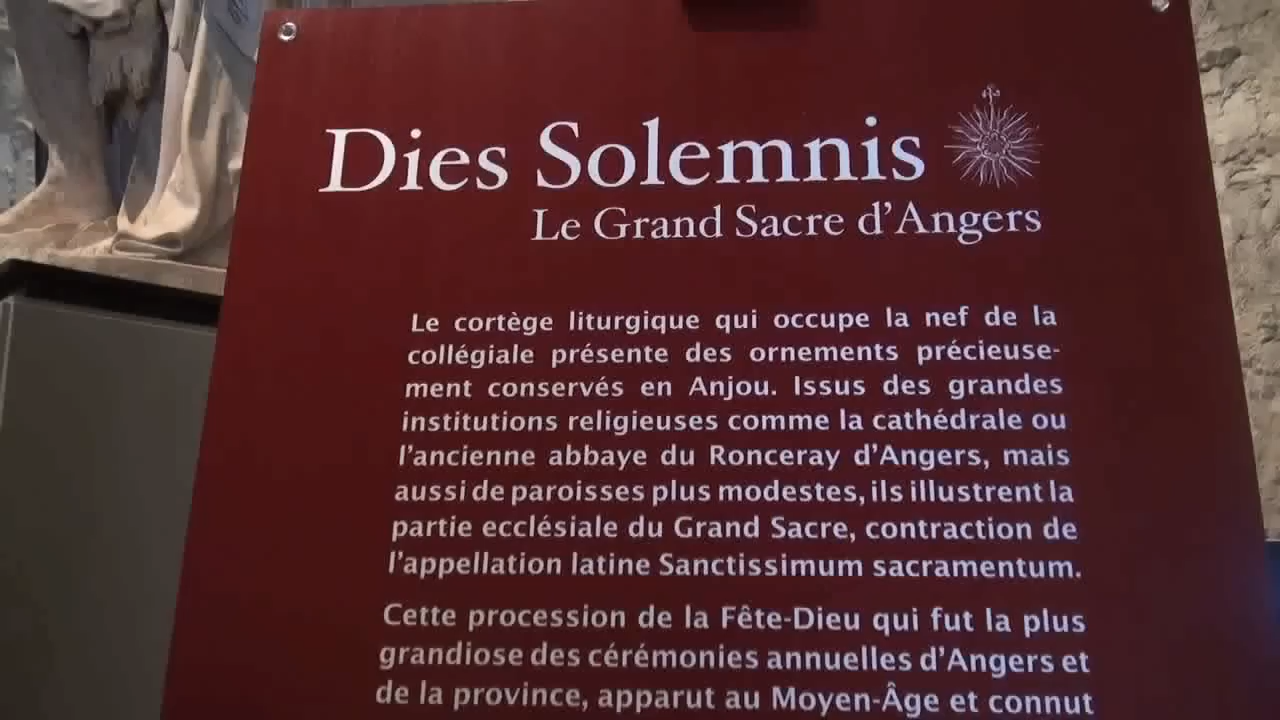 Dies Solemnis
Le Grand Sacre d'Angers
Le cortège liturgique qui occupe la nef de la
collégiale présente des ornements précieuse-
ment conservés en Anjou. Issus des grandes
institutions religieuses comme la cathédrale ou
l'ancienne abbaye du Ronceray d'Angers, mais
aussi de paroisses plus modestes, ils illustrent la
partie ecclésiale du Grand Sacre, contraction de
l'appellation latine Sanctissimum sacramentum.
Cette procession de la Fête-Dieu qui fut la plus
grandiose des cérémonies annuelles d'Angers et
de la province, apparut au Moyen-Âge et connut